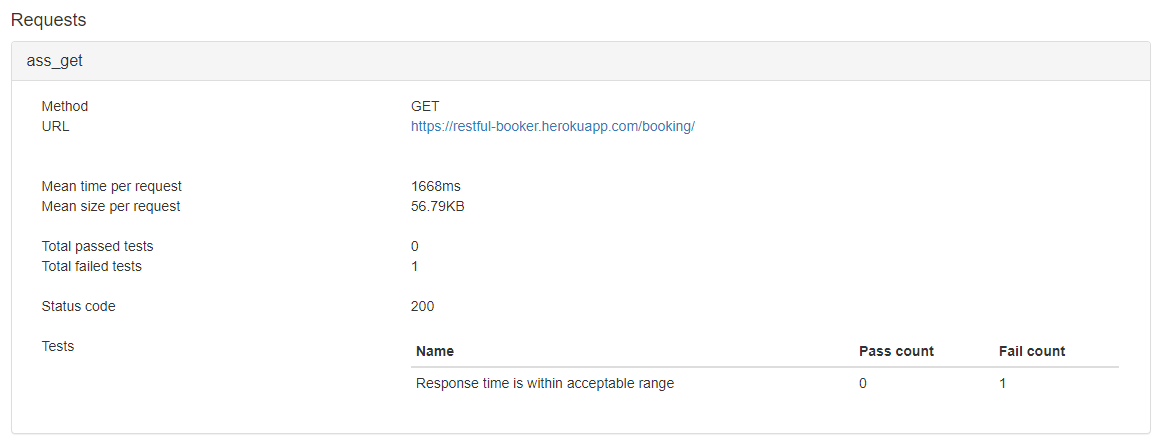 Requests
ass_get
Method GET
URL https://restful-booker.herokuapp.com/booking/
Mean time per request 1668ms
Mean size per request 56.79KB
Total passed tests 0
Total failed tests 1
Status code 200
Tests
Name Pass count Fail count
Response time is within acceptable range 0 1